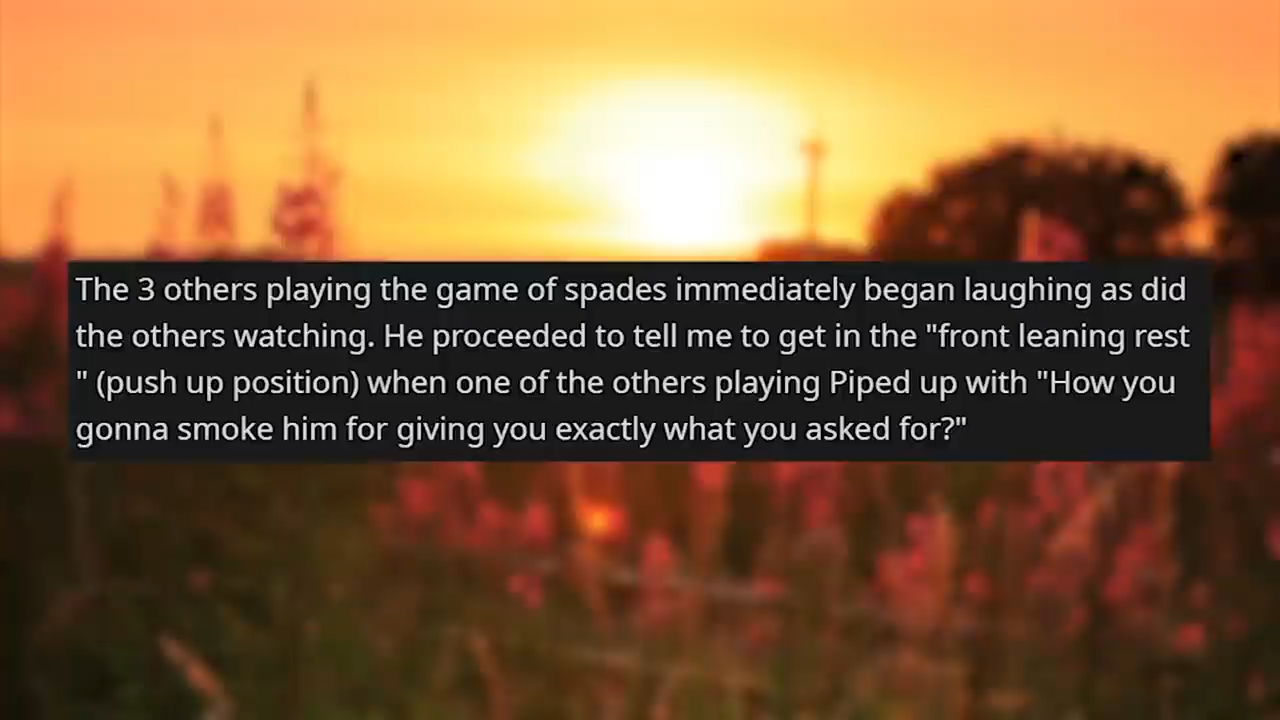 The 3 others playing the game of spades immediately began laughing as did
the others watching. He proceeded to tell me to get in the "front leaning rest
" (push up position) when one of the others playing Piped up with "How you
gonna smoke him for giving you exactly what you asked for?"